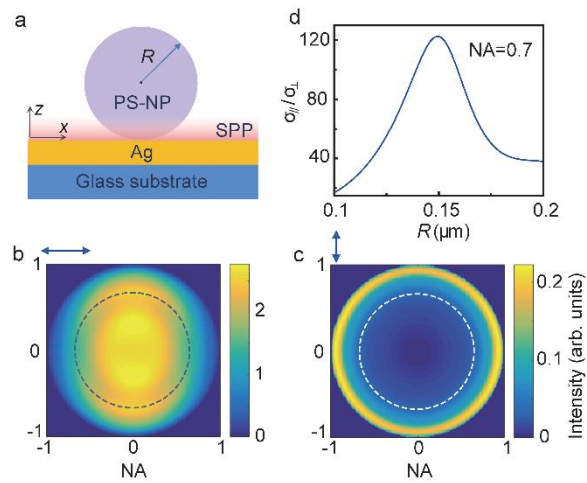 a
R
PS-NP
z
x
SPP
Ag
Glass substrate
d
120
80
40
σ∥/σ⊥
NA=0.7
0.1
0.15
0.2
R(μm)
b
1
0
-1
-1
0
1
NA
2
1
0
c
1
0
-1
-1
0
1
NA
0.2
0.1
0
Intensity (arb. units)